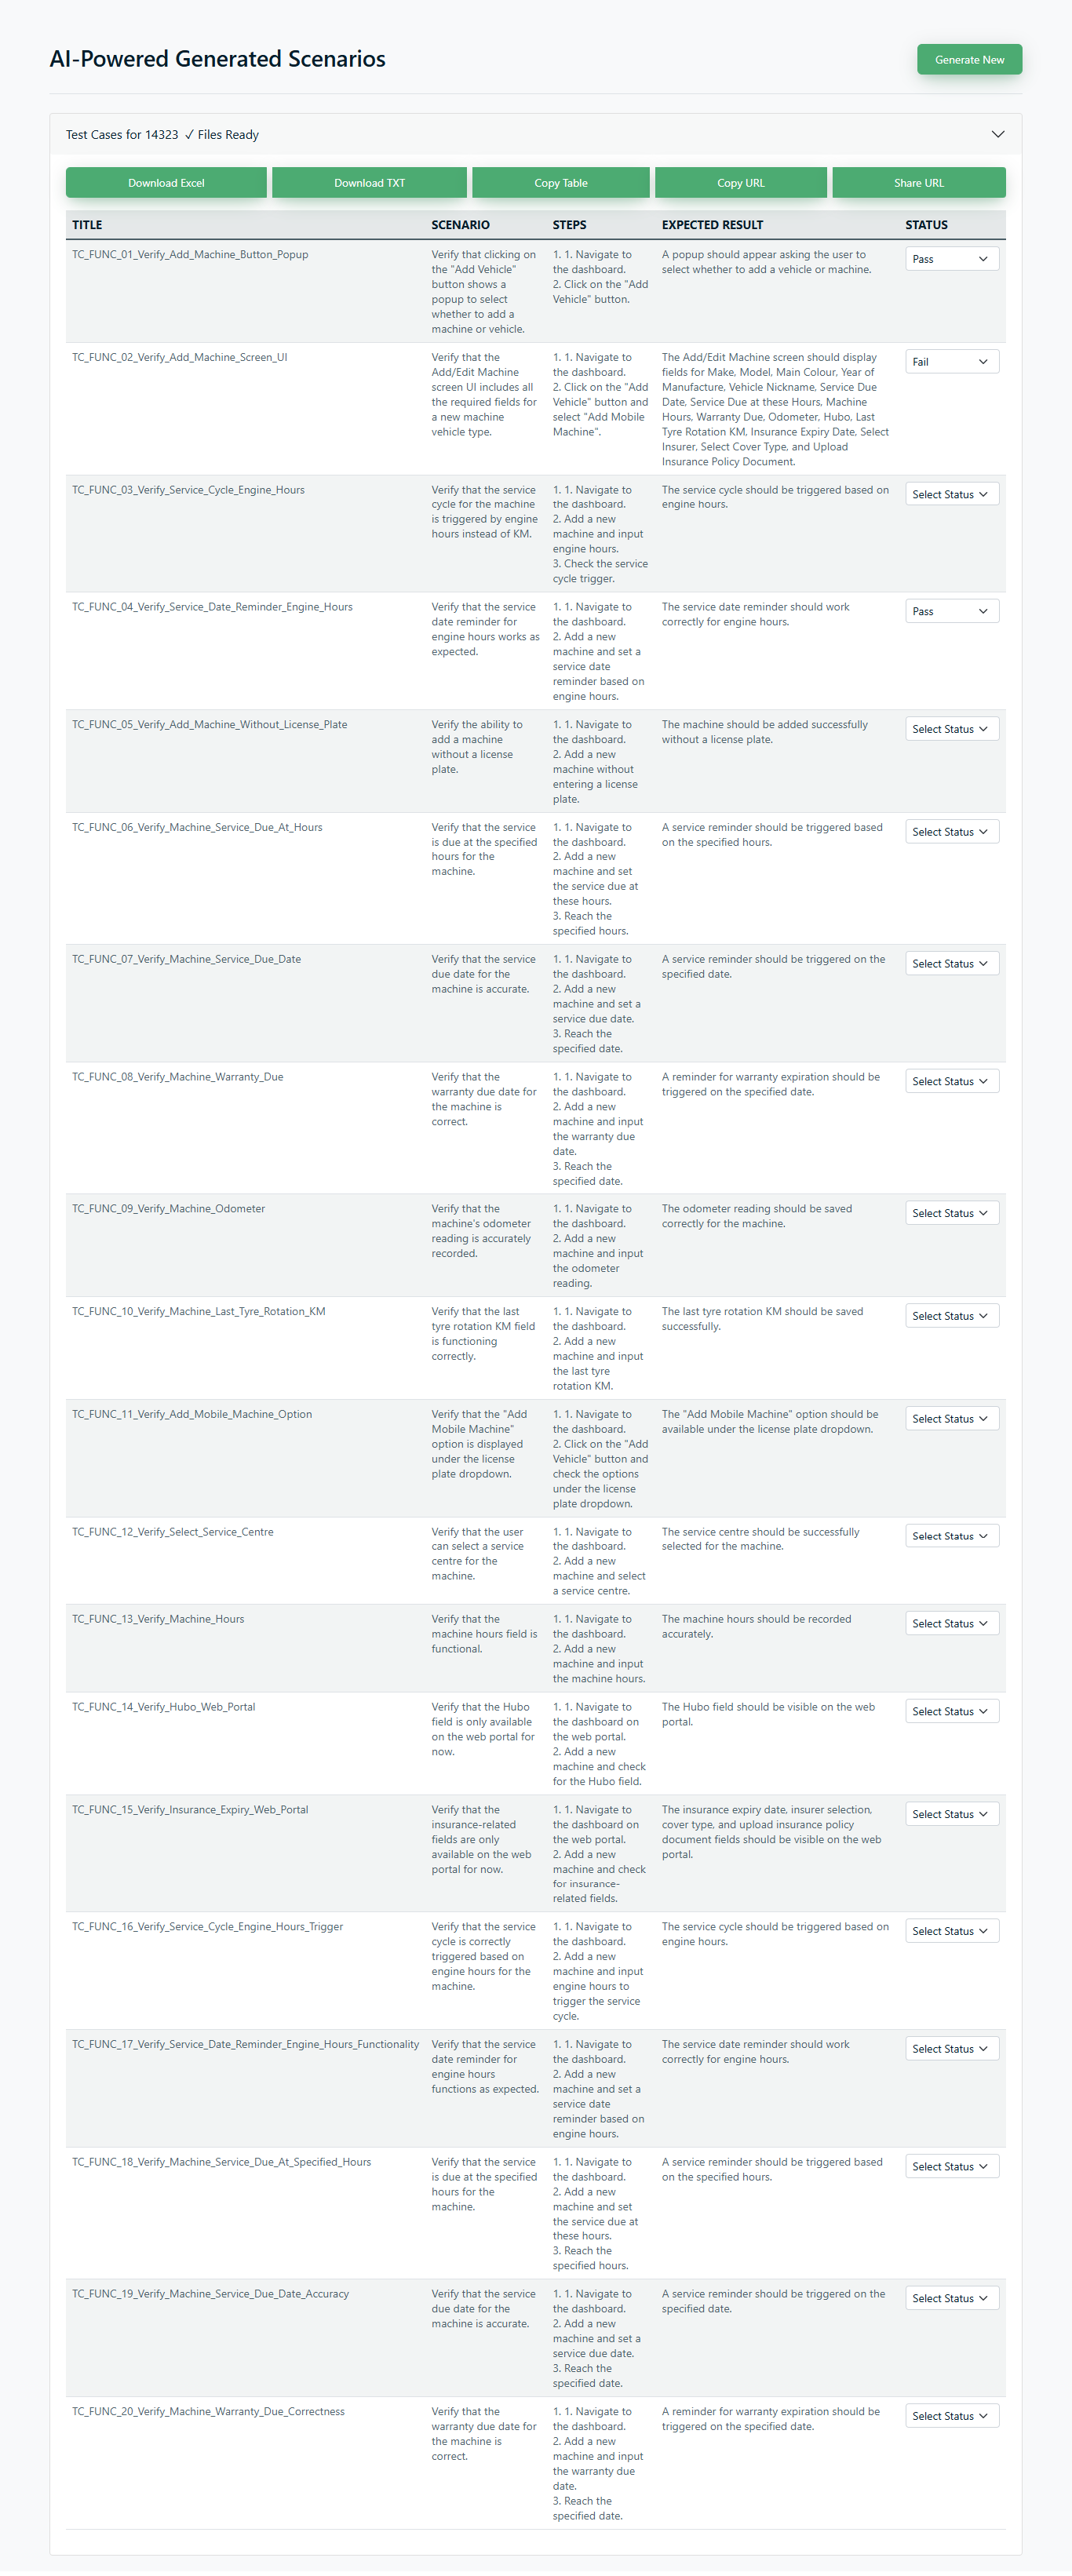 AI-Powered Generated Scenarios
Generate New
Test Cases for 14323 ✓ Files Ready
Download Excel
Download TXT
Copy Table
Copy URL
Share URL
TITLE
SCENARIO
STEPS
EXPECTED RESULT
STATUS
TC_FUNC_01_Verify_Add_Machine_Button_Popup
Verify that clicking on
the "Add Vehicle"
button shows a
popup to select
whether to add a
machine or vehicle.
1. 1. Navigate to
the dashboard.
2. Click on the "Add
Vehicle" button.
A popup should appear asking the user to
select whether to add a vehicle or machine.
Pass
TC_FUNC_02_Verify_Add_Machine_Screen_UI
Verify that the
Add/Edit Machine
screen UI includes all
the required fields for
a new machine
vehicle type.
1. 1. Navigate to
the dashboard.
2. Click on the "Add
Vehicle" button and
select "Add Mobile
Machine".
The Add/Edit Machine screen should display
fields for Make, Model, Main Colour, Year of
Manufacture, Vehicle Nickname, Service Due
Date, Service Due at these Hours, Machine
Hours, Warranty Due, Odometer, Hubo, Last
Tyre Rotation KM, Insurance Expiry Date, Select
Insurer, Select Cover Type, and Upload
Insurance Policy Document.
Fail
TC_FUNC_03_Verify_Service_Cycle_Engine_Hours
Verify that the service
cycle for the machine
is triggered by engine
hours instead of KM.
1. 1. Navigate to
the dashboard.
2. Add a new
machine and input
engine hours.
3. Check the service
cycle trigger.
The service cycle should be triggered based on
engine hours.
Select Status
TC_FUNC_04_Verify_Service_Date_Reminder_Engine_Hours
Verify that the service
date reminder for
engine hours works as
expected.
1. 1. Navigate to
the dashboard.
2. Add a new
machine and set a
service date
reminder based on
engine hours.
The service date reminder should work
correctly for engine hours.
Pass
TC_FUNC_05_Verify_Add_Machine_Without_License_Plate
Verify the ability to
add a machine
without a license
plate.
1. 1. Navigate to
the dashboard.
2. Add a new
machine without
entering a license
plate.
The machine should be added successfully
without a license plate.
Select Status
TC_FUNC_06_Verify_Machine_Service_Due_At_Hours
Verify that the service
is due at the specified
hours for the
machine.
1. 1. Navigate to
the dashboard.
2. Add a new
machine and set
the service due at
these hours.
3. Reach the
specified hours.
A service reminder should be triggered based
on the specified hours.
Select Status
TC_FUNC_07_Verify_Machine_Service_Due_Date
Verify that the service
due date for the
machine is accurate.
1. 1. Navigate to
the dashboard.
2. Add a new
machine and set a
service due date.
3. Reach the
specified date.
A service reminder should be triggered on the
specified date.
Select Status
TC_FUNC_08_Verify_Machine_Warranty_Due
Verify that the
warranty due date for
the machine is
correct.
1. 1. Navigate to
the dashboard.
2. Add a new
machine and input
the warranty due
date.
3. Reach the
specified date.
A reminder for warranty expiration should be
triggered on the specified date.
Select Status
TC_FUNC_09_Verify_Machine_Odometer
Verify that the
machine's odometer
reading is accurately
recorded.
1. 1. Navigate to
the dashboard.
2. Add a new
machine and input
the odometer
reading.
The odometer reading should be saved
correctly for the machine.
Select Status
TC_FUNC_10_Verify_Machine_Last_Tyre_Rotation_KM
Verify that the last
tyre rotation KM field
is functioning
correctly.
1. 1. Navigate to
the dashboard.
2. Add a new
machine and input
the last tyre
rotation KM.
The last tyre rotation KM should be saved
successfully.
Select Status
TC_FUNC_11_Verify_Add_Mobile_Machine_Option
Verify that the "Add
Mobile Machine"
option is displayed
under the license
plate dropdown.
1. 1. Navigate to
the dashboard.
2. Click on the "Add
Vehicle" button and
check the options
under the license
plate dropdown.
The "Add Mobile Machine" option should be
available under the license plate dropdown.
Select Status
TC_FUNC_12_Verify_Select_Service_Centre
Verify that the user
can select a service
centre for the
machine.
1. 1. Navigate to
the dashboard.
2. Add a new
machine and select
a service centre.
The service centre should be successfully
selected for the machine.
Select Status
TC_FUNC_13_Verify_Machine_Hours
Verify that the
machine hours field is
functional.
1. 1. Navigate to
the dashboard.
2. Add a new
machine and input
the machine hours.
The machine hours should be recorded
accurately.
Select Status
TC_FUNC_14_Verify_Hubo_Web_Portal
Verify that the Hubo
field is only available
on the web portal for
now.
1. 1. Navigate to
the dashboard on
the web portal.
2. Add a new
machine and check
for the Hubo field.
The Hubo field should be visible on the web
portal.
Select Status
TC_FUNC_15_Verify_Insurance_Expiry_Web_Portal
Verify that the
insurance-related
fields are only
available on the web
portal for now.
1. 1. Navigate to
the dashboard on
the web portal.
2. Add a new
machine and check
for insurance-
related fields.
The insurance expiry date, insurer selection,
cover type, and upload insurance policy
document fields should be visible on the web
portal.
Select Status
TC_FUNC_16_Verify_Service_Cycle_Engine_Hours_Trigger
Verify that the service
cycle is correctly
triggered based on
engine hours for the
machine.
1. 1. Navigate to
the dashboard.
2. Add a new
machine and input
engine hours to
trigger the service
cycle.
The service cycle should be triggered based on
engine hours.
Select Status
TC_FUNC_17_Verify_Service_Date_Reminder_Engine_Hours_Functionality
Verify that the service
date reminder for
engine hours
functions as expected.
1. 1. Navigate to
the dashboard.
2. Add a new
machine and set a
service date
reminder based on
engine hours.
The service date reminder should work
correctly for engine hours.
Select Status
TC_FUNC_18_Verify_Machine_Service_Due_At_Specified_Hours
Verify that the service
is due at the specified
hours for the
machine.
1. 1. Navigate to
the dashboard.
2. Add a new
machine and set
the service due at
these hours.
3. Reach the
specified hours.
A service reminder should be triggered based
on the specified hours.
Select Status
TC_FUNC_19_Verify_Machine_Service_Due_Date_Accuracy
Verify that the service
due date for the
machine is accurate.
1. 1. Navigate to
the dashboard.
2. Add a new
machine and set a
service due date.
3. Reach the
specified date.
A service reminder should be triggered on the
specified date.
Select Status
TC_FUNC_20_Verify_Machine_Warranty_Due_Correctness
Verify that the
warranty due date for
the machine is
correct.
1. 1. Navigate to
the dashboard.
2. Add a new
machine and input
the warranty due
date.
3. Reach the
specified date.
A reminder for warranty expiration should be
triggered on the specified date.
Select Status